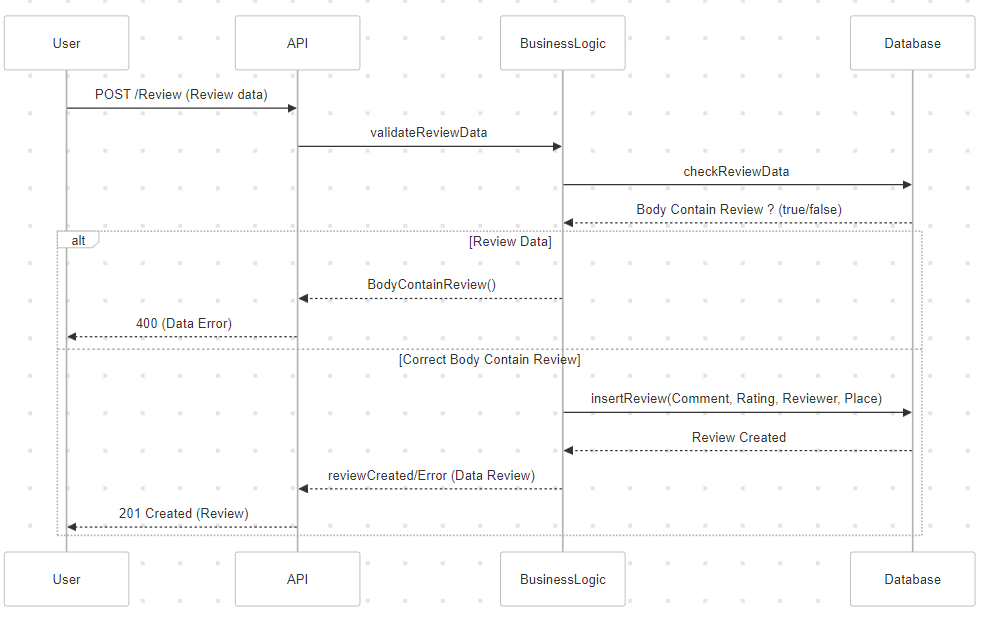 User
API
BusinessLogic
Database
POST /Review (Review data)
validateReviewData
checkReviewData
Body Contain Review ? (true/false)
alt
[Review Data]
BodyContainReview()
400 (Data Error)
[Correct Body Contain Review]
insertReview(Comment, Rating, Reviewer, Place)
Review Created
reviewCreated/Error (Data Review)
201 Created (Review)
User
API
BusinessLogic
Database